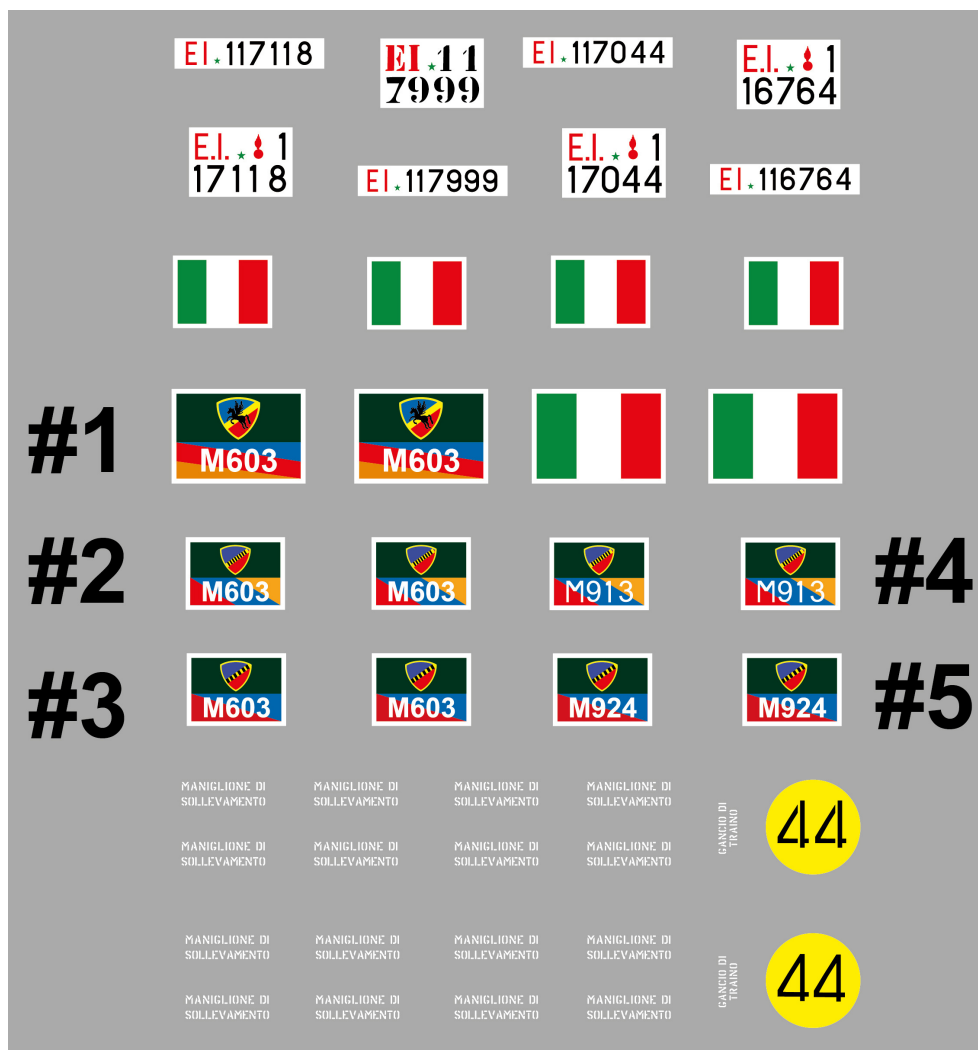 EI.117118
EI.11
7999
EI.117044
E.I. . 1
16764
E.I. . 1
17118
EI.117999
E.I. . 1
17044
EI.116764
#1
M603
M603
#2
M603
M603
M913
M913
#4
#3
M603
M603
M924
M924
#5
MANIGLIONE DI
SOLLEVAMENTO
MANIGLIONE DI
SOLLEVAMENTO
MANIGLIONE DI
SOLLEVAMENTO
MANIGLIONE DI
SOLLEVAMENTO
MANIGLIONE DI
SOLLEVAMENTO
MANIGLIONE DI
SOLLEVAMENTO
MANIGLIONE DI
SOLLEVAMENTO
MANIGLIONE DI
SOLLEVAMENTO
GANCIO DI
TRAINO
44
MANIGLIONE DI
SOLLEVAMENTO
MANIGLIONE DI
SOLLEVAMENTO
MANIGLIONE DI
SOLLEVAMENTO
MANIGLIONE DI
SOLLEVAMENTO
MANIGLIONE DI
SOLLEVAMENTO
MANIGLIONE DI
SOLLEVAMENTO
MANIGLIONE DI
SOLLEVAMENTO
MANIGLIONE DI
SOLLEVAMENTO
GANCIO DI
TRAINO
44